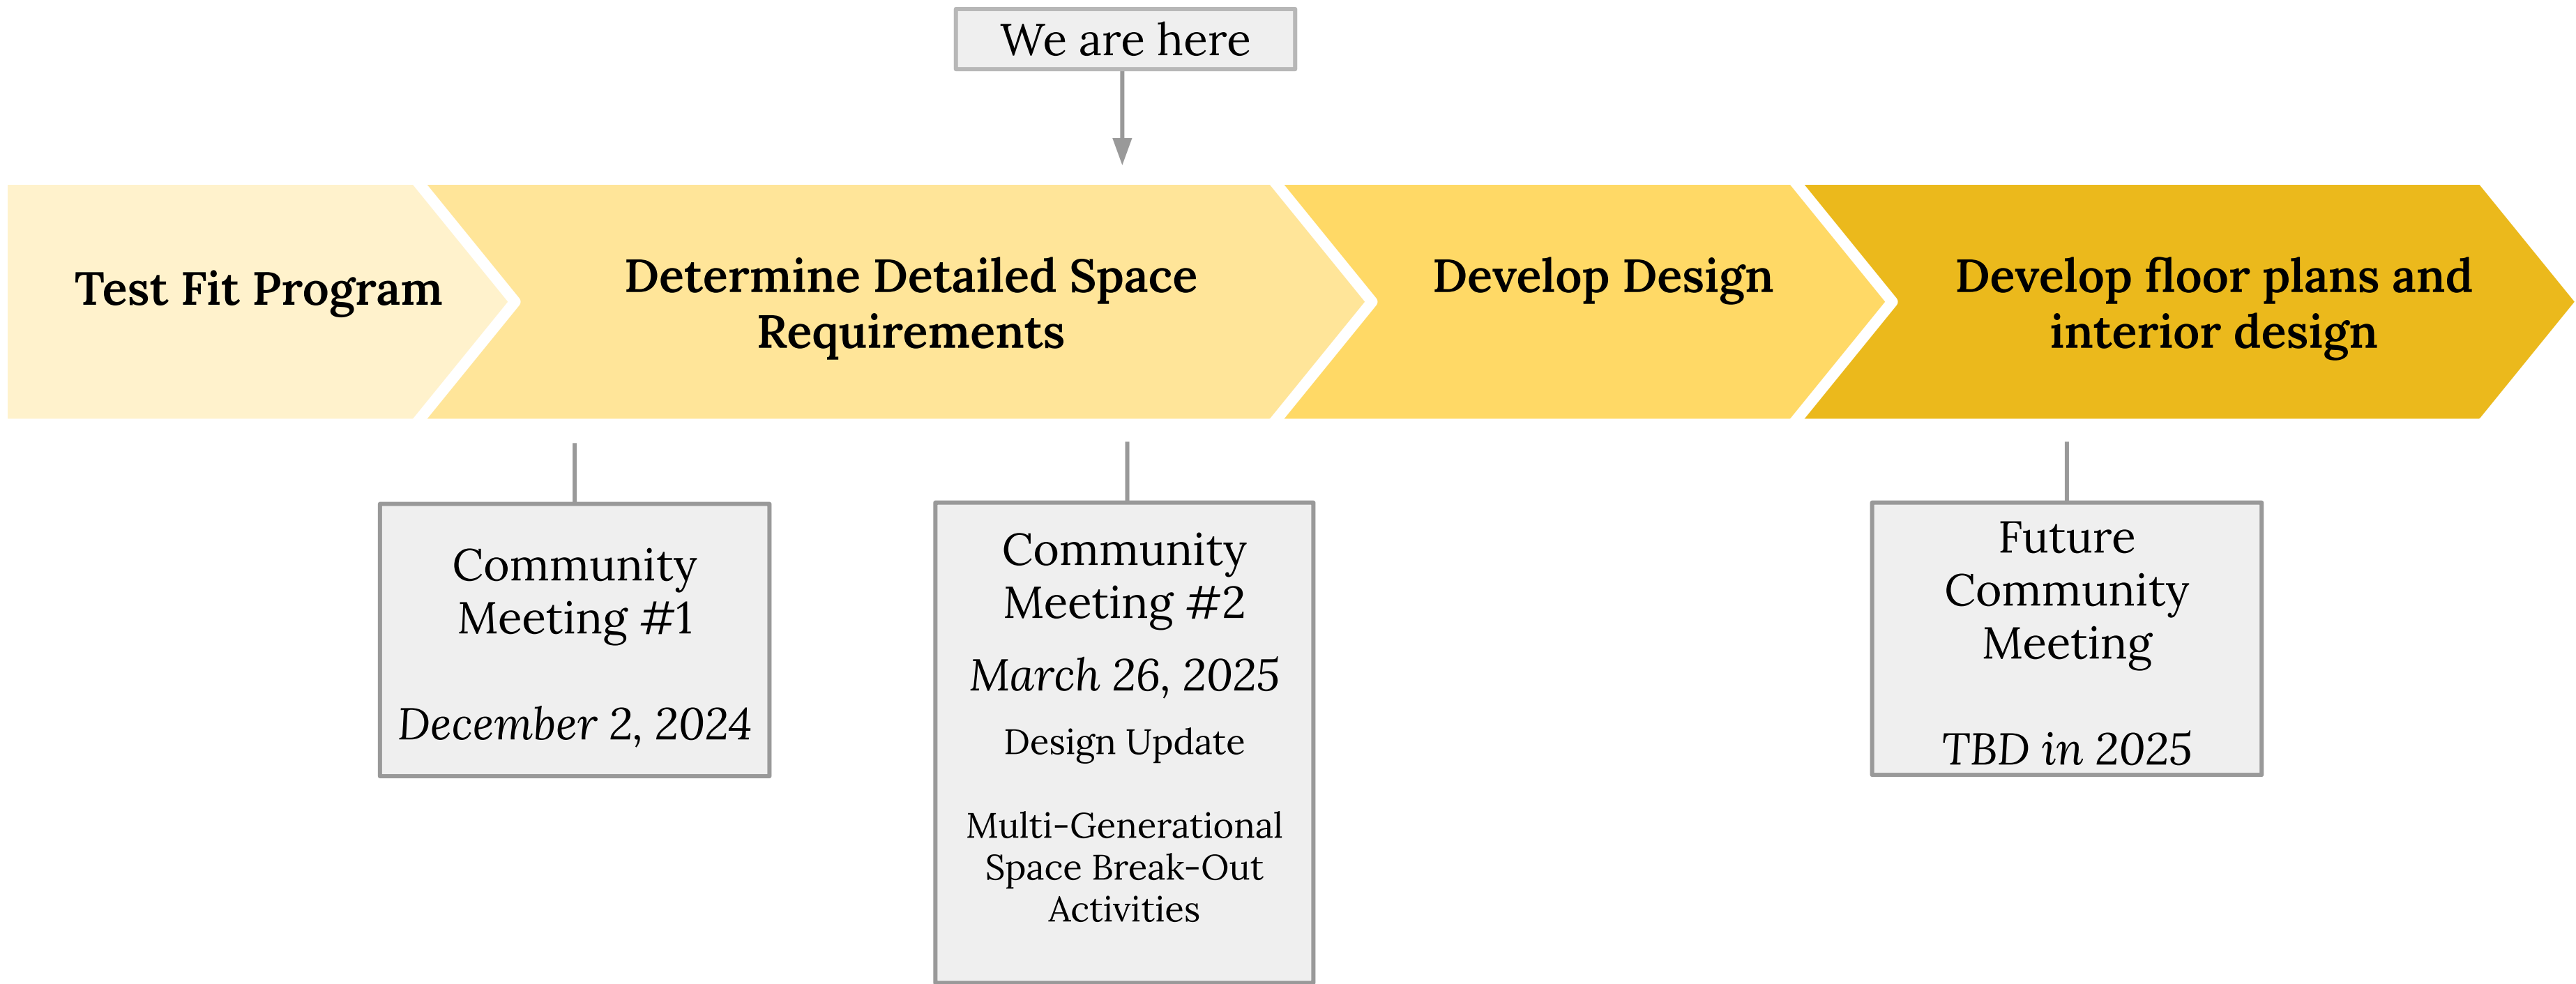 We are here
Test Fit Program
Determine Detailed Space
Requirements
Develop Design
Develop floor plans and
interior design
Community
Meeting #1
December 2, 2024
Community
Meeting #2
March 26, 2025
Design Update
Multi-Generational
Space Break-Out
Activities
Future
Community
Meeting
TBD in 2025